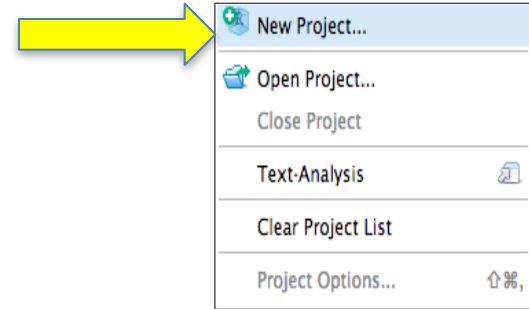 New Project...
Open Project...
Close Project
Text-Analysis
Clear Project List
Project Options... ⇧⌘,